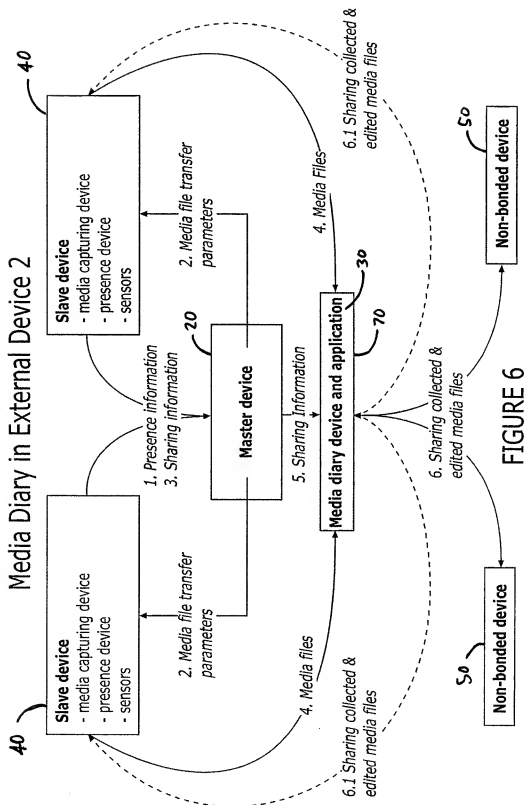 Media Diary in External Device 2
40
Slave device
- media capturing device
- presence device
- sensors
40
Slave device
- media capturing device
- presence device
- sensors
1. Presence information
3. Sharing information
2. Media file transfer
parameters
2. Media file transfer
parameters
20
Master device
4. Media files
5. Sharing Information
4. Media Files
30
Media diary device and application
70
6.1 Sharing collected &
edited media files
6. Sharing collected &
edited media files
6.1 Sharing collected &
edited media files
50
Non-bonded device
50
Non-bonded device
FIGURE 6